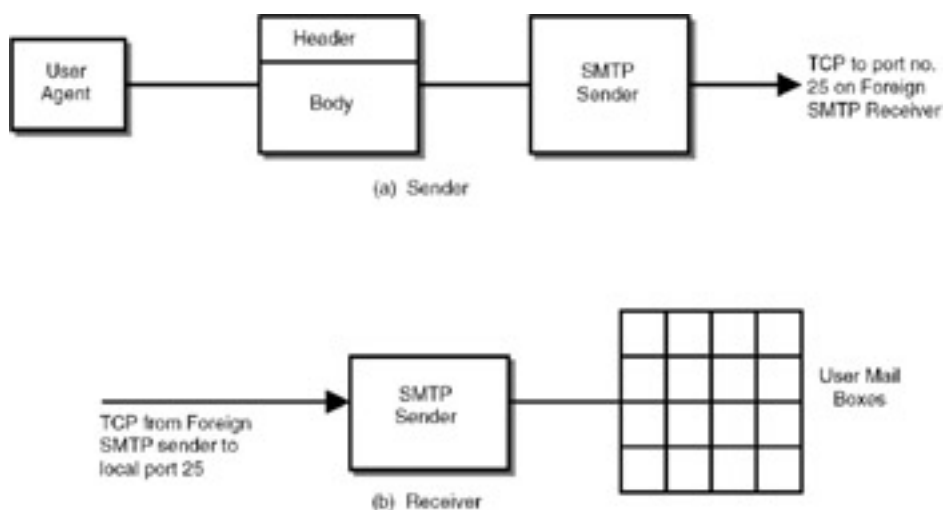 User
Agent
Header
Body
SMTP
Sender
TCP to port no.
25 on Foreign
SMTP Receiver
(a) Sender
TCP from Foreign
SMTP sender to
local port 25
SMTP
Sender
User Mail
Boxes
(b) Receiver